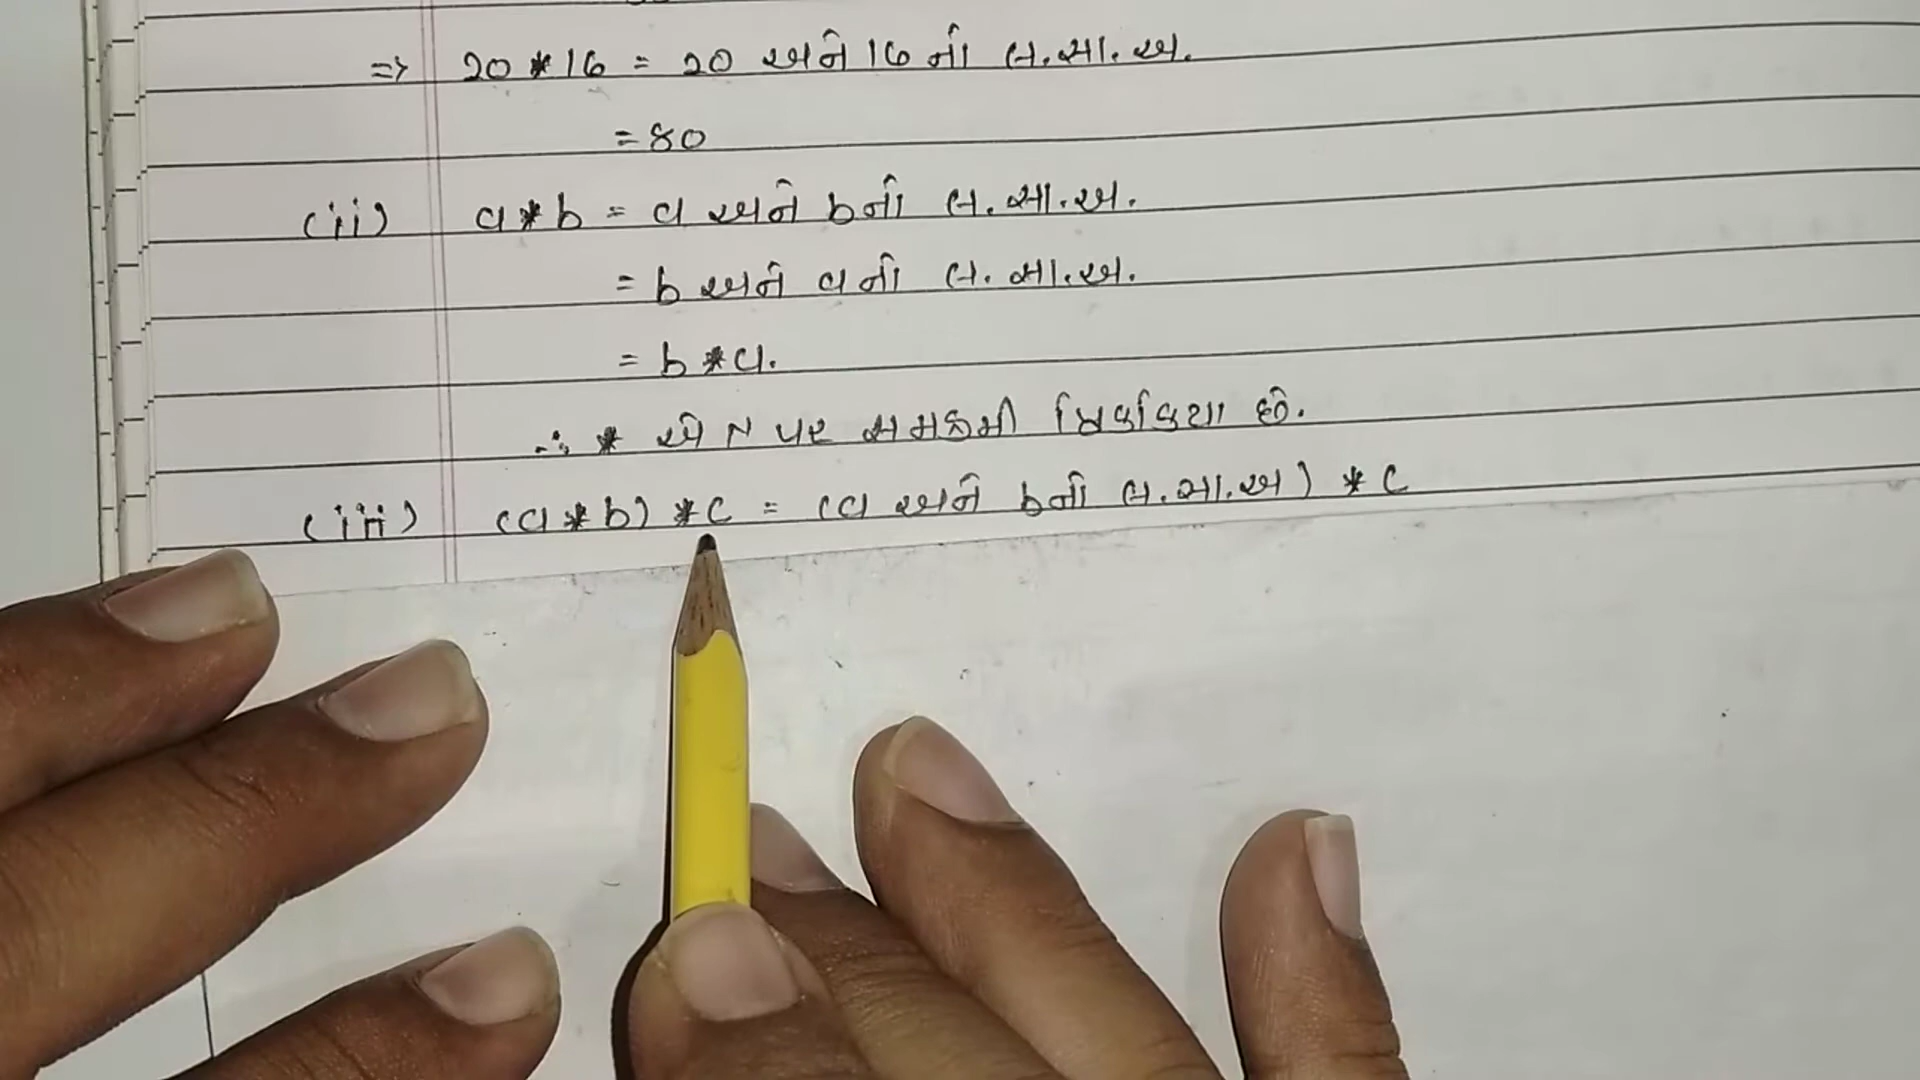 ⇒ 20 * 16 = 20 અને 16 નો લ.સા.અ.
= 80
(ii) a * b = a અને b નો લ.સા.અ.
= b અને a નો લ.સા.અ.
= b * a.
∴ * એ N પર સમક્રમી દ્વિક્ક્રિયા છે.
(iii) (a * b) * c = (a અને b નો લ.સા.અ) * c